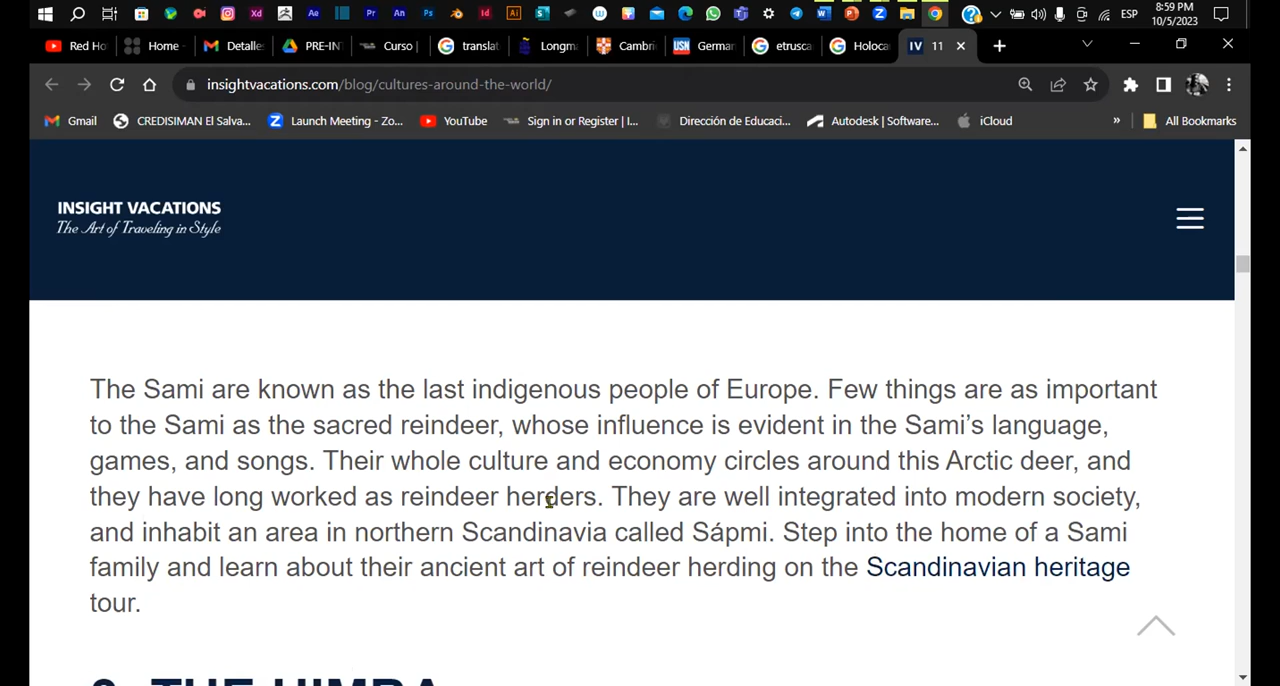 8:59 PM
ESP
10/5/2023
Red Ho
Home
Detalles
PRE-IN
Curso
translat
Longm
Cambri
German
etrusca
Holoca
11
insightvacations.com/blog/cultures-around-the-world/
Gmail
CREDISIMAN El Salva...
Launch Meeting - Zo...
YouTube
Sign in or Register | I...
Dirección de Educaci...
Autodesk | Software...
iCloud
»
All Bookmarks
INSIGHT VACATIONS
The Art of Traveling in Style
The Sami are known as the last indigenous people of Europe. Few things are as important
to the Sami as the sacred reindeer, whose influence is evident in the Sami’s language,
games, and songs. Their whole culture and economy circles around this Arctic deer, and
they have long worked as reindeer herders. They are well integrated into modern society,
and inhabit an area in northern Scandinavia called Sápmi. Step into the home of a Sami
family and learn about their ancient art of reindeer herding on the Scandinavian heritage
tour.
THE HIMBA